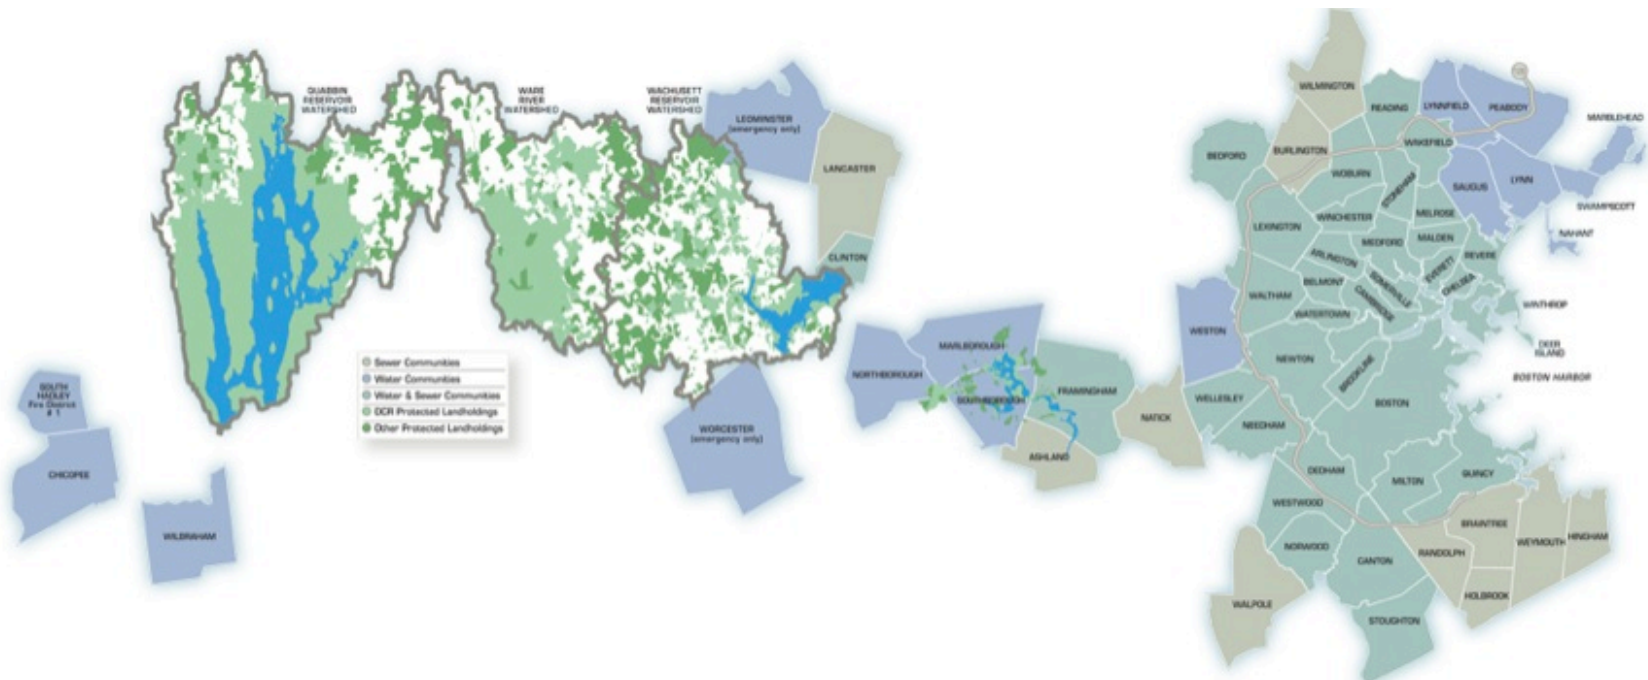 QUABBIN
RESERVOIR
WATERSHED
WARE
RIVER
WATERSHED
WACHUSETT
RESERVOIR
WATERSHED
LEOMINSTER
(emergency only)
LANCASTER
CLINTON
Sewer Communities
Water Communities
Water & Sewer Communities
DCR Protected Landholdings
Other Protected Landholdings
SOUTH
HADLEY
Fire District
# 1
CHICOPEE
WILBRAHAM
WORCESTER
(emergency only)
NORTHBOROUGH
MARLBOROUGH
SOUTHBOROUGH
FRAMINGHAM
ASHLAND
NATICK
WESTON
WILMINGTON
READING
LYNNFIELD
PEABODY
MARBLEHEAD
BEDFORD
BURLINGTON
WAKEFIELD
WOBURN
STONEHAM
SAUGUS
LYNN
SWAMPSCOTT
LEXINGTON
WINCHESTER
MELROSE
NAHANT
ARLINGTON
MEDFORD
MALDEN
REVERE
EVERETT
CHELSEA
BELMONT
SOMERVILLE
CAMBRIDGE
WALTHAM
WATERTOWN
WINTHROP
DEER
ISLAND
BOSTON HARBOR
NEWTON
BROOKLINE
BOSTON
WELLESLEY
NEEDHAM
DEDHAM
MILTON
QUINCY
WESTWOOD
NORWOOD
CANTON
RANDOLPH
BRAINTREE
WEYMOUTH
HINGHAM
HOLBROOK
WALPOLE
STOUGHTON